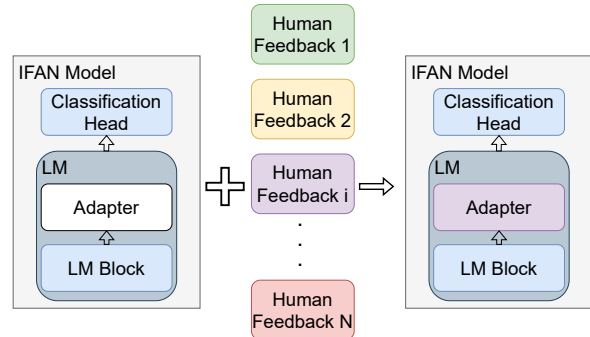 IFAN Model
Classification
Head
LM
Adapter
LM Block
Human
Feedback 1
Human
Feedback 2
Human
Feedback i
.
.
.
Human
Feedback N
IFAN Model
Classification
Head
LM
Adapter
LM Block